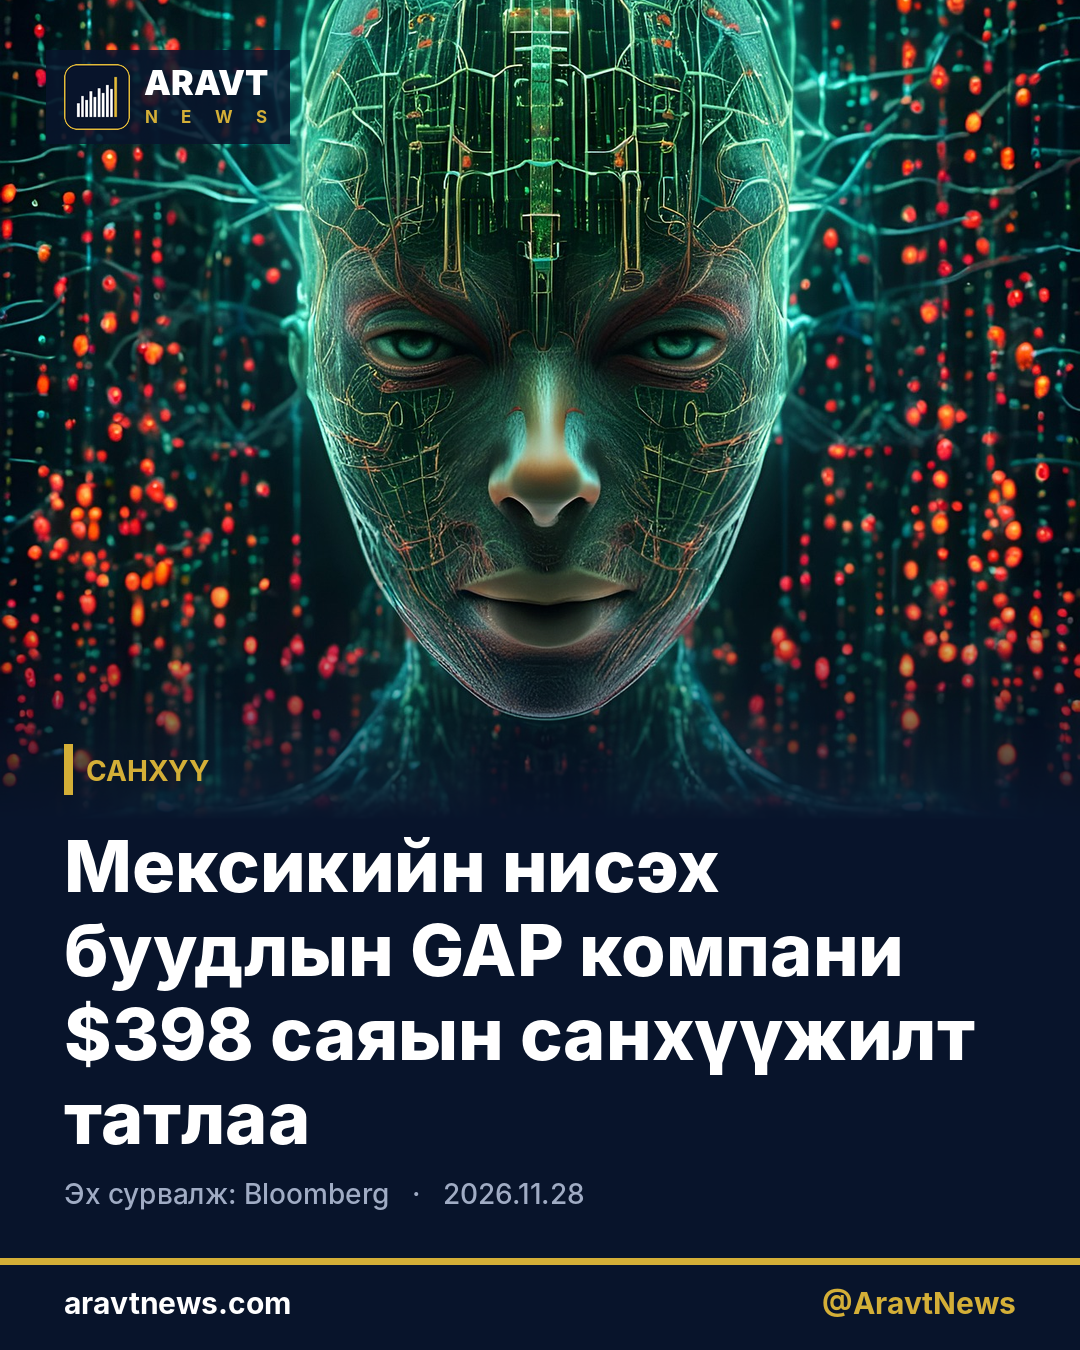 ARAVT
NEWS
САНХҮҮ
Мексикийн нисэх
буудлын GAP компани
$398 саяын санхүүжилт
татлаа
Эх сурвалж: Bloomberg · 2026.11.28
aravtnews.com
@AravtNews